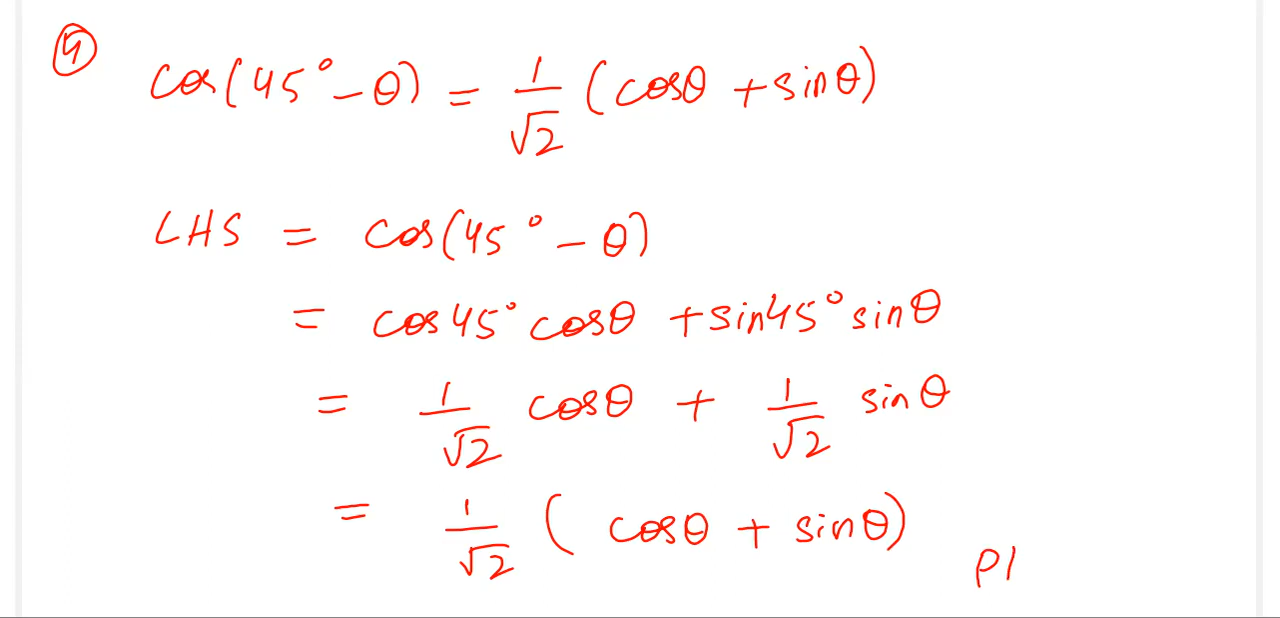 ④ cos(45° - θ) = 1/√2 (cosθ + sinθ)
LHS = cos(45° - θ)
= cos45° cosθ + sin45° sinθ
= 1/√2 cosθ + 1/√2 sinθ
= 1/√2 (cosθ + sinθ)